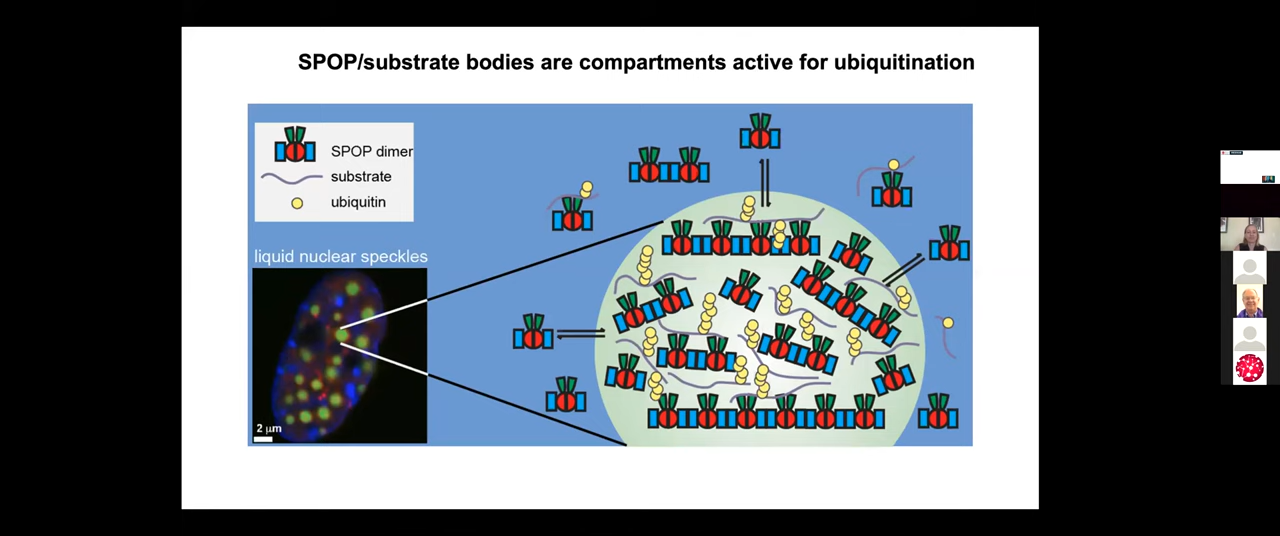 SPOP/substrate bodies are compartments active for ubiquitination
SPOP dimer
substrate
ubiquitin
liquid nuclear speckles
2 μm